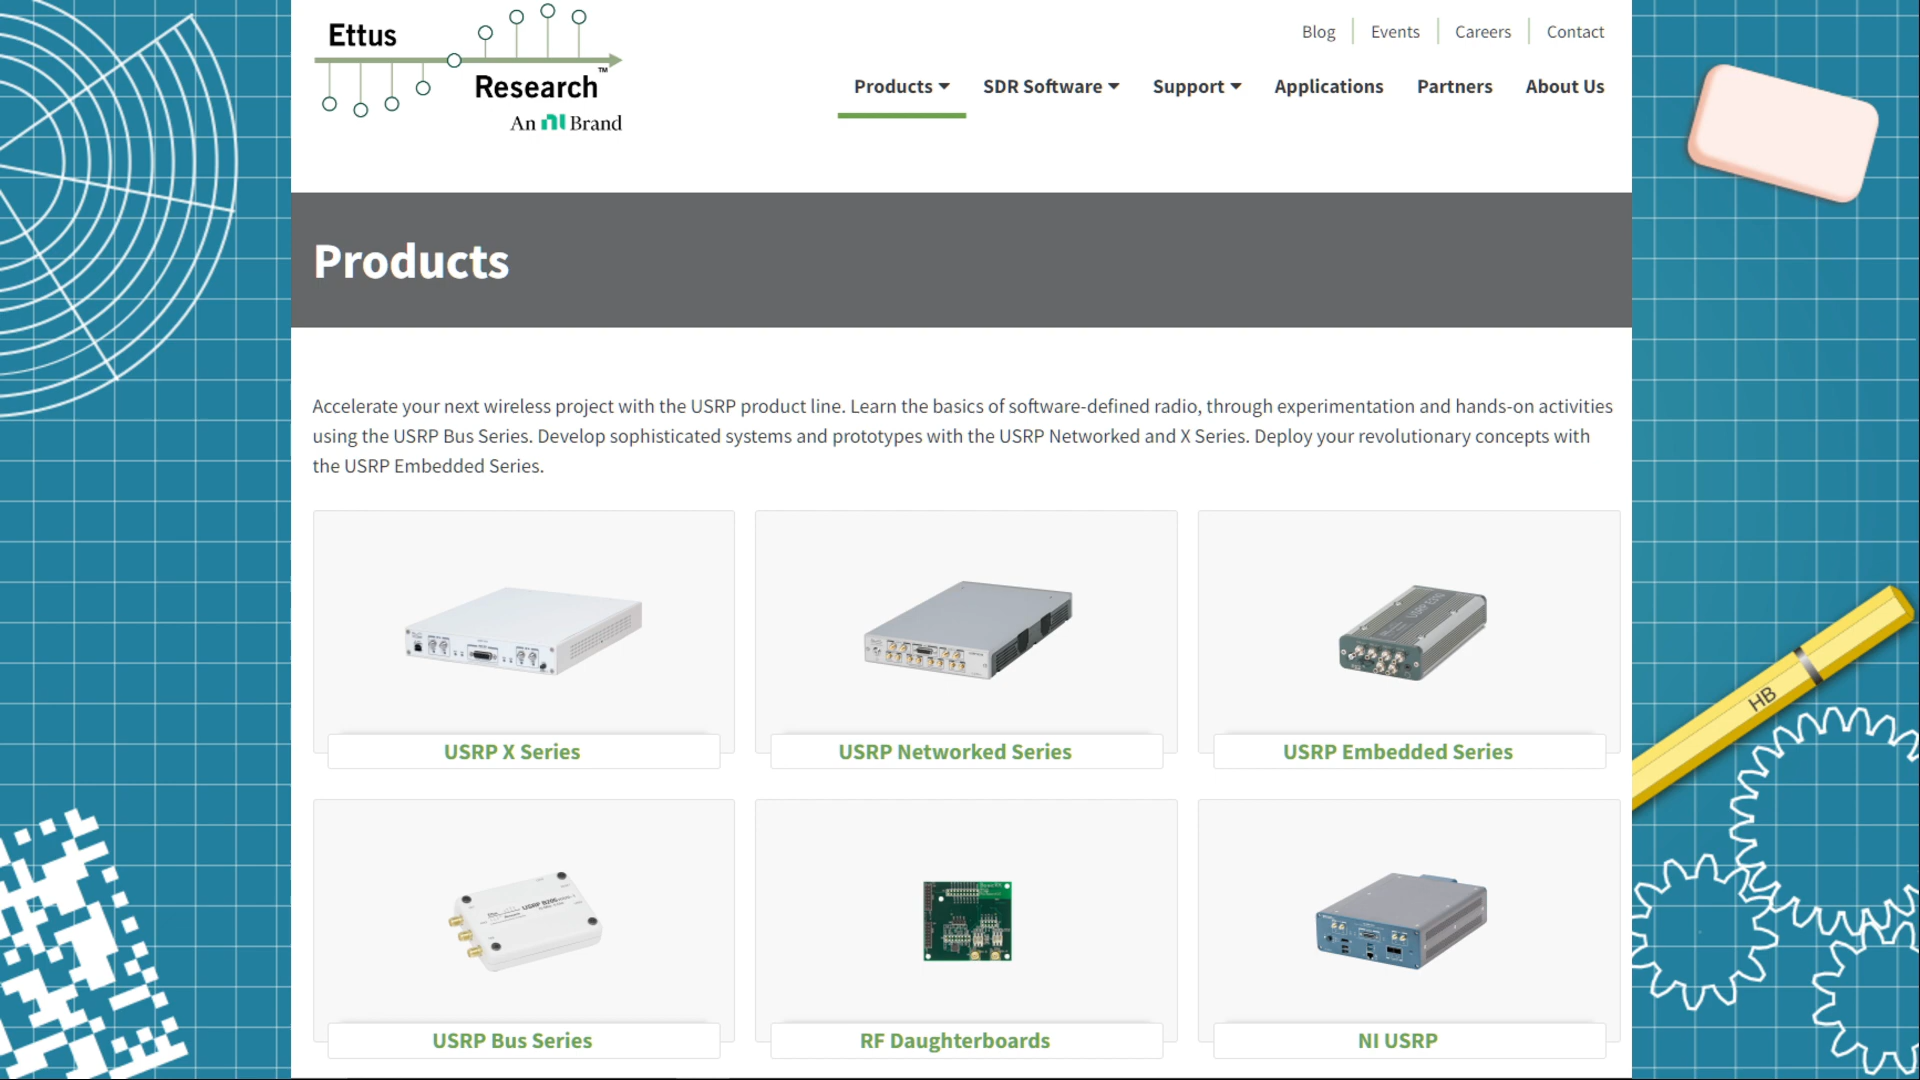 Ettus
Research™
An ni Brand
Blog
Events
Careers
Contact
Products
SDR Software
Support
Applications
Partners
About Us
Products
Accelerate your next wireless project with the USRP product line. Learn the basics of software-defined radio, through experimentation and hands-on activities
using the USRP Bus Series. Develop sophisticated systems and prototypes with the USRP Networked and X Series. Deploy your revolutionary concepts with
the USRP Embedded Series.
USRP X Series
USRP Networked Series
USRP Embedded Series
HB
USRP Bus Series
RF Daughterboards
NI USRP